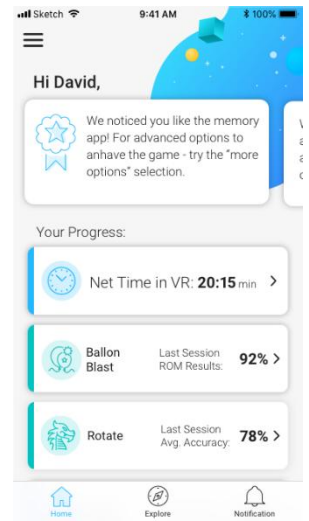 Sketch 9:41 AM 100%
Hi David,
We noticed you like the memory
app! For advanced options to
anhave the game - try the "more
options" selection.
Your Progress:
Net Time in VR: 20:15 min >
Ballon
Blast
Last Session
ROM Results:
92% >
Rotate
Last Session
Avg. Accuracy:
78% >
Home Explore Notification